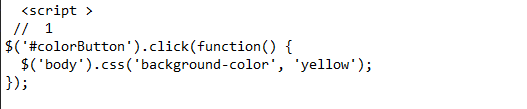 <script >
//  1
$('#colorButton').click(function() {
$('body').css('background-color', 'yellow');
});